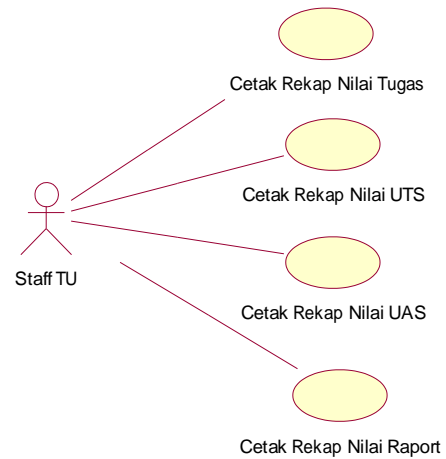 Cetak Rekap Nilai Tugas
Cetak Rekap Nilai UTS
Staff TU
Cetak Rekap Nilai UAS
Cetak Rekap Nilai Raport